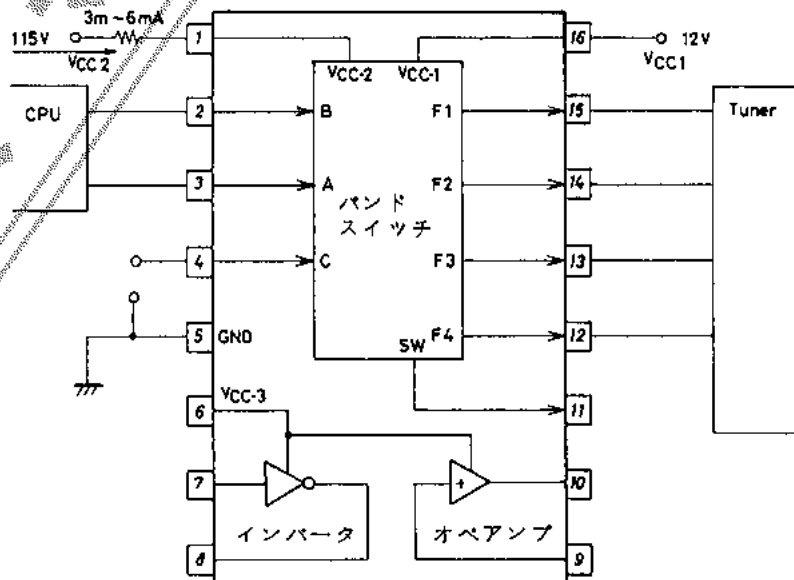 3m~6mA
115V
VCC2
1
16
12V
VCC1
VCC-2
VCC-1
CPU
2
B
F1
15
Tuner
3
A
F2
14
バンド
スイッチ
4
C
F3
13
5
GND
F4
12
SW
11
6
VCC-3
7
+
10
インバータ
オペアンプ
8
9